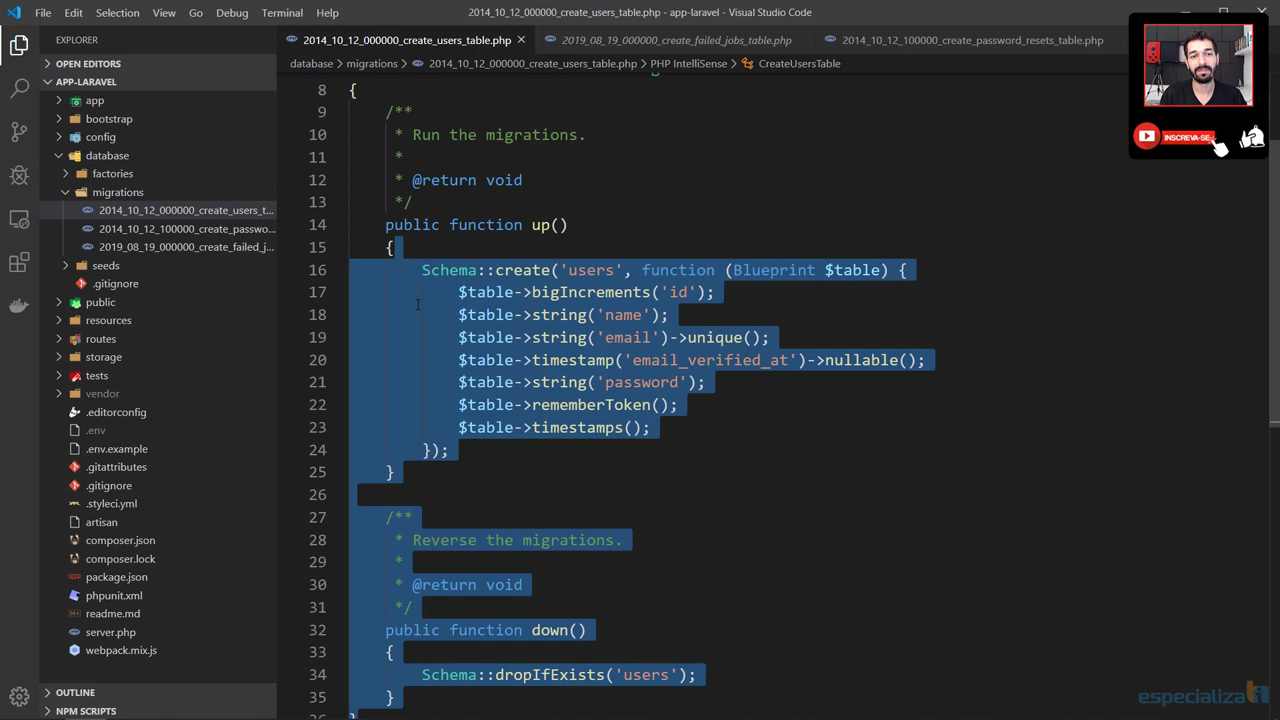 File Edit Selection View Go Debug Terminal Help
2014_10_12_000000_create_users_table.php - app-laravel - Visual Studio Code
EXPLORER
OPEN EDITORS
APP-LARAVEL
app
bootstrap
config
database
factories
migrations
2014_10_12_000000_create_users_t...
2014_10_12_100000_create_passwo...
2019_08_19_000000_create_failed_j...
seeds
.gitignore
public
resources
routes
storage
tests
vendor
.editorconfig
.env
.env.example
.gitattributes
.gitignore
.styleci.yml
artisan
composer.json
composer.lock
package.json
phpunit.xml
readme.md
server.php
webpack.mix.js
OUTLINE
NPM SCRIPTS
2014_10_12_000000_create_users_table.php
2019_08_19_000000_create_failed_jobs_table.php
2014_10_12_100000_create_password_resets_table.php
database > migrations > 2014_10_12_000000_create_users_table.php > PHP IntelliSense > CreateUsersTable
8 {
9 /**
10 * Run the migrations.
11 *
12 * @return void
13 */
14 public function up()
15 {
16 Schema::create('users', function (Blueprint $table) {
17 $table->bigIncrements('id');
18 $table->string('name');
19 $table->string('email')->unique();
20 $table->timestamp('email_verified_at')->nullable();
21 $table->string('password');
22 $table->rememberToken();
23 $table->timestamps();
24 });
25 }
26
27 /**
28 * Reverse the migrations.
29 *
30 * @return void
31 */
32 public function down()
33 {
34 Schema::dropIfExists('users');
35 }
INSCREVA-SE
especializati